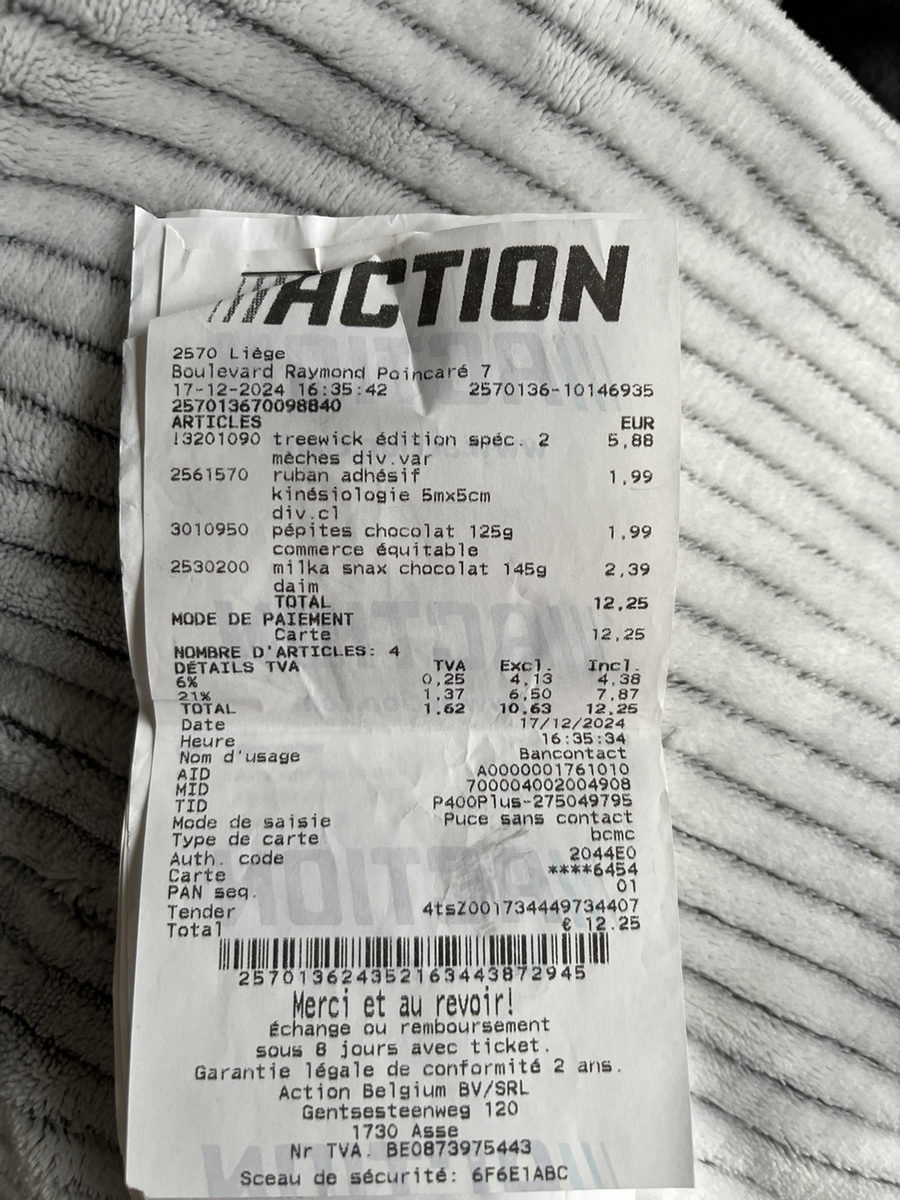 ACTION
2570 Liège
Boulevard Raymond Poincaré 7
17-12-2024 16:35:42 2570136-10146935
257013670098840
ARTICLES EUR
13201090 treewick édition spéc. 2 5,88
mèches div.var
2561570 ruban adhésif 1,99
kinésiologie 5mx5cm
div.cl
3010950 pépites chocolat 125g 1,99
commerce équitable
2530200 milka snax chocolat 145g 2,39
daim
TOTAL 12,25
MODE DE PAIEMENT
Carte 12,25
NOMBRE D'ARTICLES: 4
DÉTAILS TVA TVA Excl. Incl.
6% 0,25 4,13 4,38
21% 1,37 6,50 7,87
TOTAL 1,62 10,63 12,25
Date 17/12/2024
Heure 16:35:34
Nom d'usage Bancontact
AID A0000001761010
MID 700004002004908
TID P400Plus-275049795
Mode de saisie Puce sans contact
Type de carte bcmc
Auth. code 2044E0
Carte ****6454
PAN seq. 01
Tender 4tsZ001734449734407
Total € 12.25
257013624352163443872945
Merci et au revoir!
Échange ou remboursement
sous 8 jours avec ticket.
Garantie légale de conformité 2 ans.
Action Belgium BV/SRL
Gentsesteenweg 120
1730 Asse
Nr TVA. BE0873975443
Sceau de sécurité: 6F6E1ABC